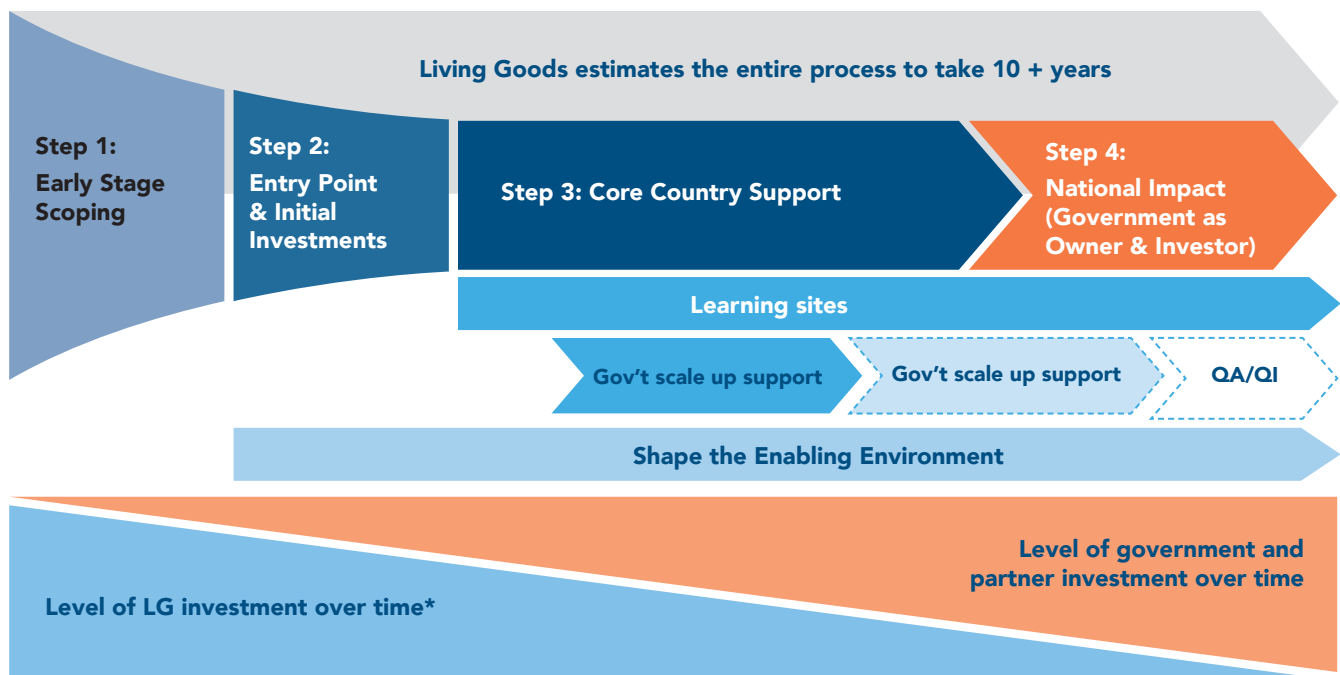 Living Goods estimates the entire process to take 10 + years
Step 1:
Early Stage
Scoping
Step 2:
Entry Point
& Initial
Investments
Step 3: Core Country Support
Step 4:
National Impact
(Government as
Owner & Investor)
Learning sites
Gov't scale up support
Gov't scale up support
QA/QI
Shape the Enabling Environment
Level of government and
partner investment over time
Level of LG investment over time*